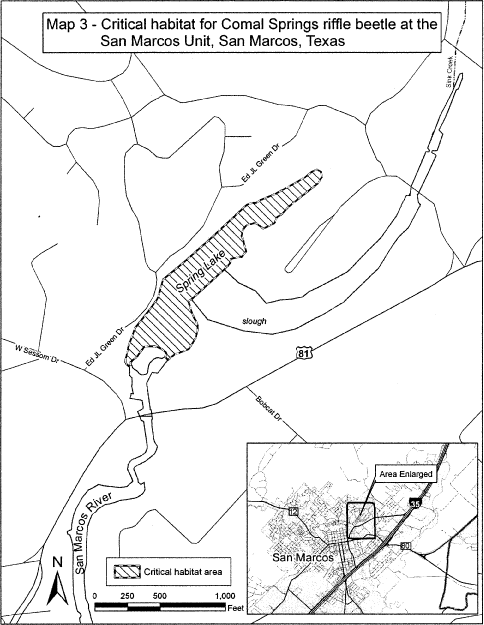 Map 3 - Critical habitat for Comal Springs riffle beetle at the
San Marcos Unit, San Marcos, Texas
Sink Creek
Ed JL Green Dr
Spring Lake
slough
Ed JL Green Dr
W Sessom Dr
81
Bobcat Dr
San Marcos River
N
Critical habitat area
0 250 500 1,000
Feet
Area Enlarged
35
12
80
San Marcos